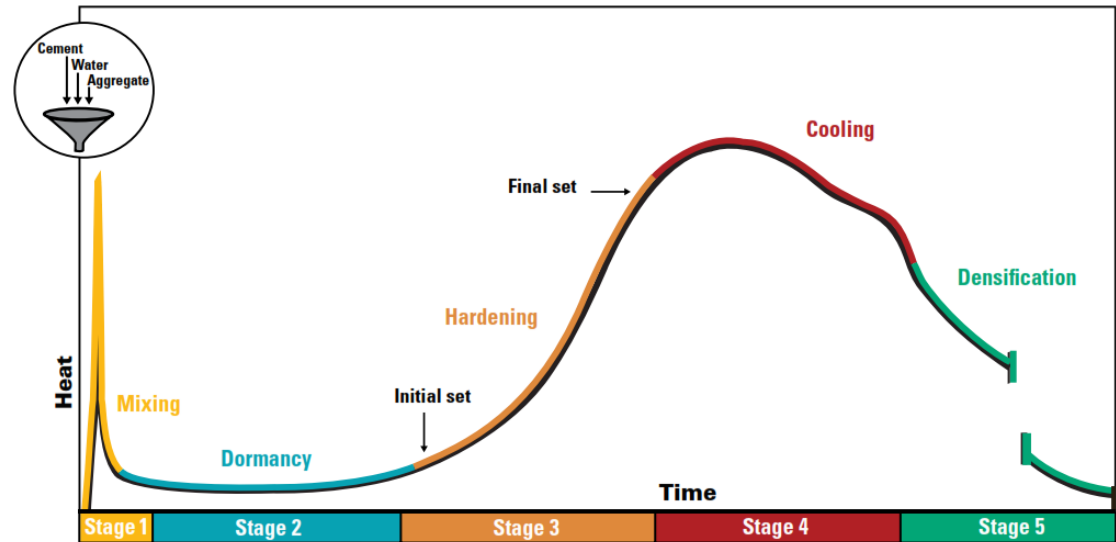 Cement
Water
Aggregate
Cooling
Final set
Densification
Hardening
Heat
Initial set
Mixing
Dormancy
Time
Stage 1
Stage 2
Stage 3
Stage 4
Stage 5